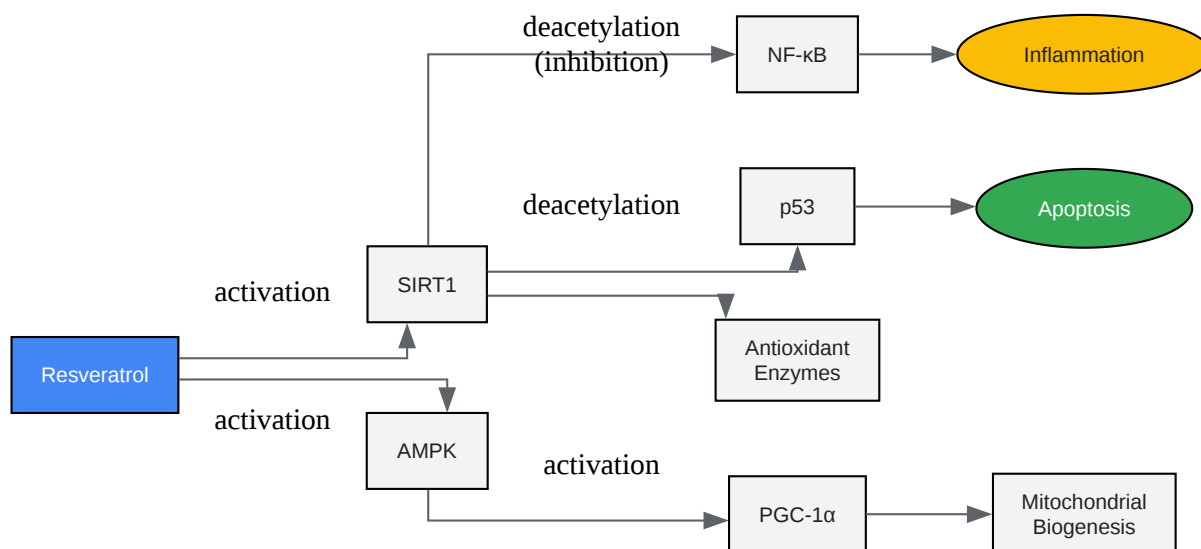 deacetylation
(inhibition)
NF-κB
Inflammation
deacetylation
p53
Apoptosis
activation
SIRT1
Resveratrol
Antioxidant
Enzymes
activation
AMPK
activation
PGC-1α
Mitochondrial
Biogenesis